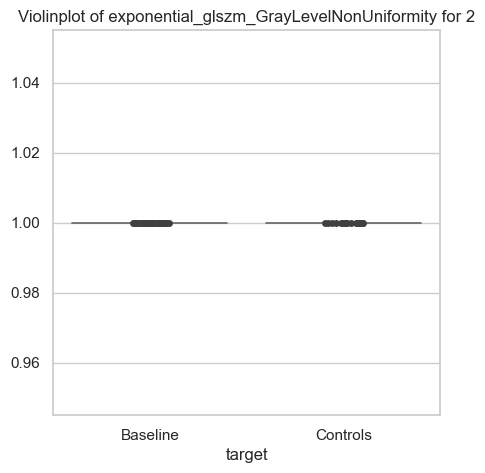 Violinplot of exponential_glszm_GrayLevelNonUniformity for 2
1.04
1.02
1.00
0.98
0.96
Baseline Controls
target